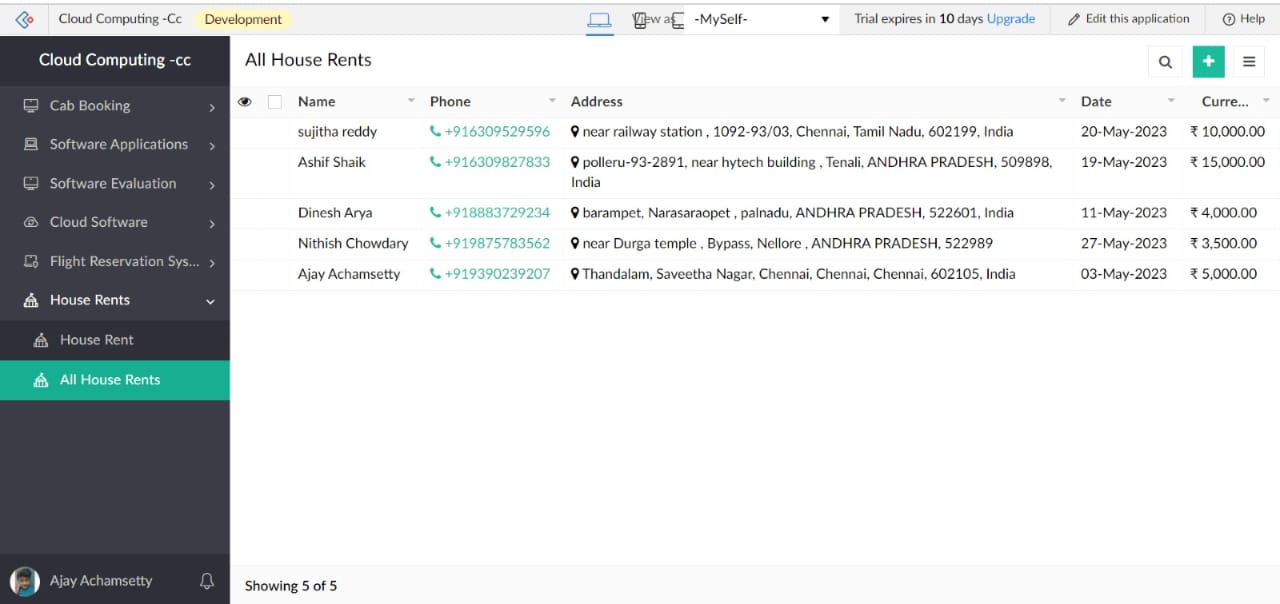 Cloud Computing -Cc Development View as -MySelf- Trial expires in 10 days Upgrade Edit this application Help
Cloud Computing -cc
Cab Booking
Software Applications
Software Evaluation
Cloud Software
Flight Reservation Sys...
House Rents
House Rent
All House Rents
Ajay Achamsetty
All House Rents
Name Phone Address Date Curre...
sujitha reddy +916309529596 near railway station , 1092-93/03, Chennai, Tamil Nadu, 602199, India 20-May-2023 ₹ 10,000.00
Ashif Shaik +916309827833 polleru-93-2891, near hytech building , Tenali, ANDHRA PRADESH, 509898, 19-May-2023 ₹ 15,000.00
India
Dinesh Arya +918883729234 barampet, Narasaraopet , palnadu, ANDHRA PRADESH, 522601, India 11-May-2023 ₹ 4,000.00
Nithish Chowdary +919875783562 near Durga temple , Bypass, Nellore , ANDHRA PRADESH, 522989 27-May-2023 ₹ 3,500.00
Ajay Achamsetty +919390239207 Thandalam, Saveetha Nagar, Chennai, Chennai, Chennai, 602105, India 03-May-2023 ₹ 5,000.00
Showing 5 of 5